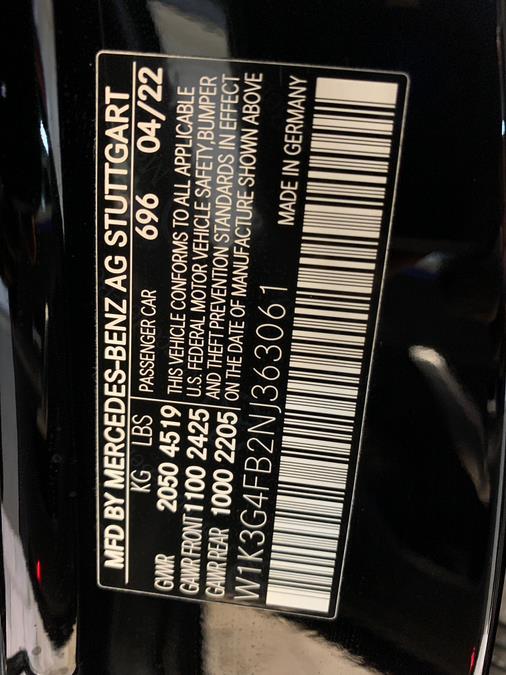 MFD BY MERCEDES-BENZ AG STUTTGART
KG LBS PASSENGER CAR 696 04/22
GVWR 2050 4519
GAWR FRONT 1100 2425
GAWR REAR 1000 2205
THIS VEHICLE CONFORMS TO ALL APPLICABLE
U.S. FEDERAL MOTOR VEHICLE SAFETY, BUMPER
AND THEFT PREVENTION STANDARDS IN EFFECT
ON THE DATE OF MANUFACTURE SHOWN ABOVE
W1K3G4FB2NJ363061
MADE IN GERMANY